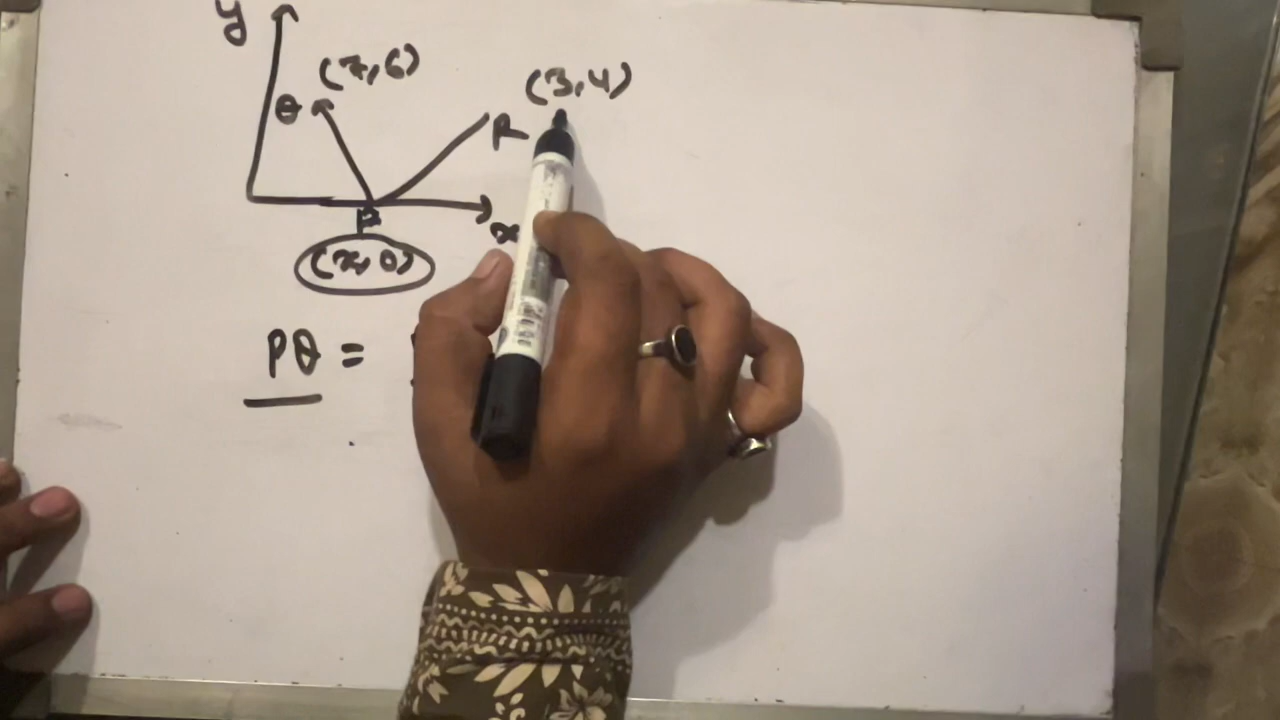 y
(7,6)
(3,4)
θ
R
P
x
(x,0)
PQ =